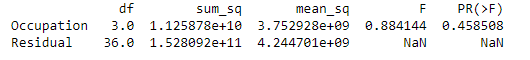 df sum_sq mean_sq F PR(>F)
Occupation 3.0 1.125878e+10 3.752928e+09 0.884144 0.458508
Residual 36.0 1.528092e+11 4.244701e+09 NaN NaN